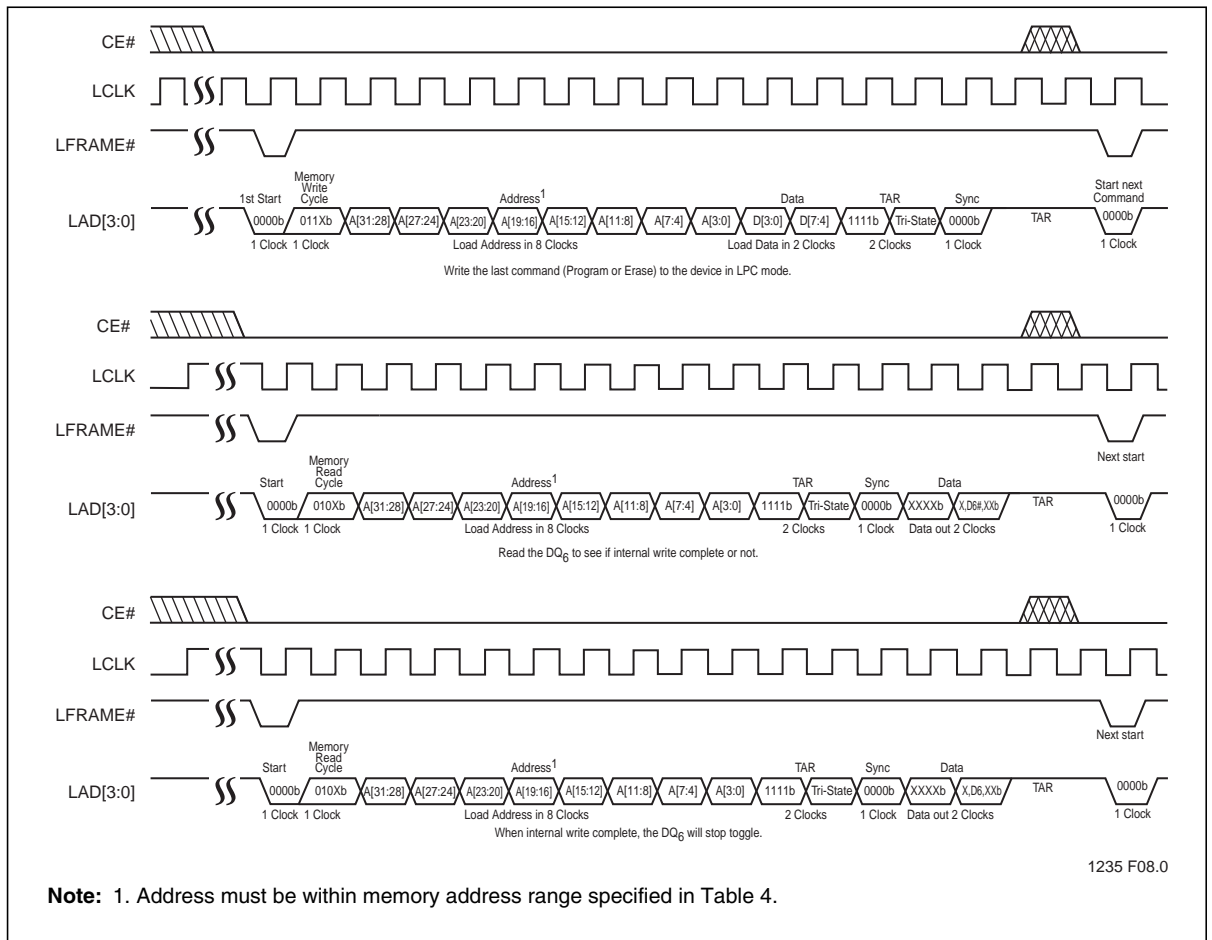 CE#
LCLK
LFRAME#
Memory
Write
Cycle
1st Start Address1 Data TAR Sync Start next
Command
LAD[3:0] 0000b 011Xb A[31:28] A[27:24] A[23:20] A[19:16] A[15:12] A[11:8] A[7:4] A[3:0] D[3:0] D[7:4] 1111b Tri-State 0000b TAR 0000b
1 Clock 1 Clock Load Address in 8 Clocks Load Data in 2 Clocks 2 Clocks 1 Clock 1 Clock
Write the last command (Program or Erase) to the device in LPC mode.
CE#
LCLK
LFRAME#
Next start
Memory
Read
Cycle
Start Address1 TAR Sync Data
LAD[3:0] 0000b 010Xb A[31:28] A[27:24] A[23:20] A[19:16] A[15:12] A[11:8] A[7:4] A[3:0] 1111b Tri-State 0000b XXXXb X,D6#,XXb TAR 0000b
1 Clock 1 Clock Load Address in 8 Clocks 2 Clocks 1 Clock Data out 2 Clocks 1 Clock
Read the DQ6 to see if internal write complete or not.
CE#
LCLK
LFRAME#
Next start
Memory
Read
Cycle
Start Address1 TAR Sync Data
LAD[3:0] 0000b 010Xb A[31:28] A[27:24] A[23:20] A[19:16] A[15:12] A[11:8] A[7:4] A[3:0] 1111b Tri-State 0000b XXXXb X,D6,XXb TAR 0000b
1 Clock 1 Clock Load Address in 8 Clocks 2 Clocks 1 Clock Data out 2 Clocks 1 Clock
When internal write complete, the DQ6 will stop toggle.
1235 F08.0
Note: 1. Address must be within memory address range specified in Table 4.